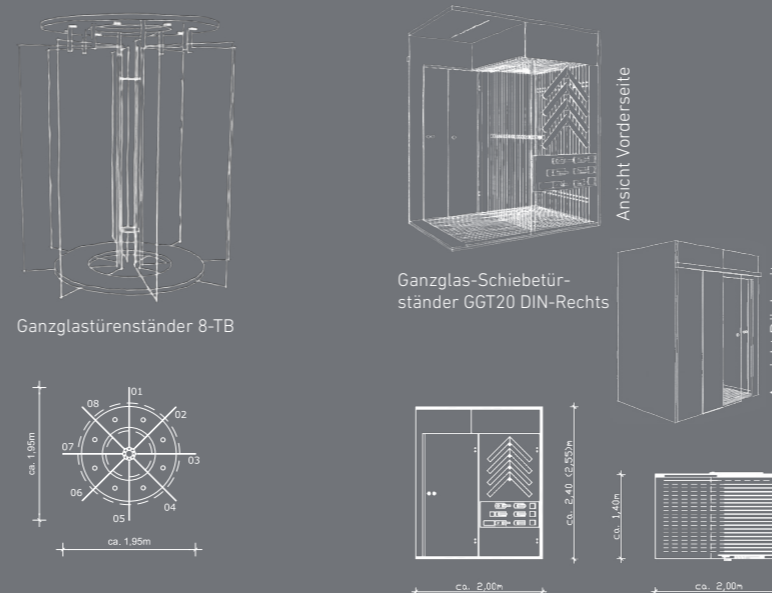 Ansicht Vorderseite
Ganzglas-Schiebetür-
ständer GGT20 DIN-Rechts
Ganzglastürenständer 8-TB
01
02
03
04
05
06
07
08
ca. 1,95m
ca. 1,95m
ca. 2,40 (2,55)m
ca. 2,00m
ca. 1,40m
ca. 2,00m